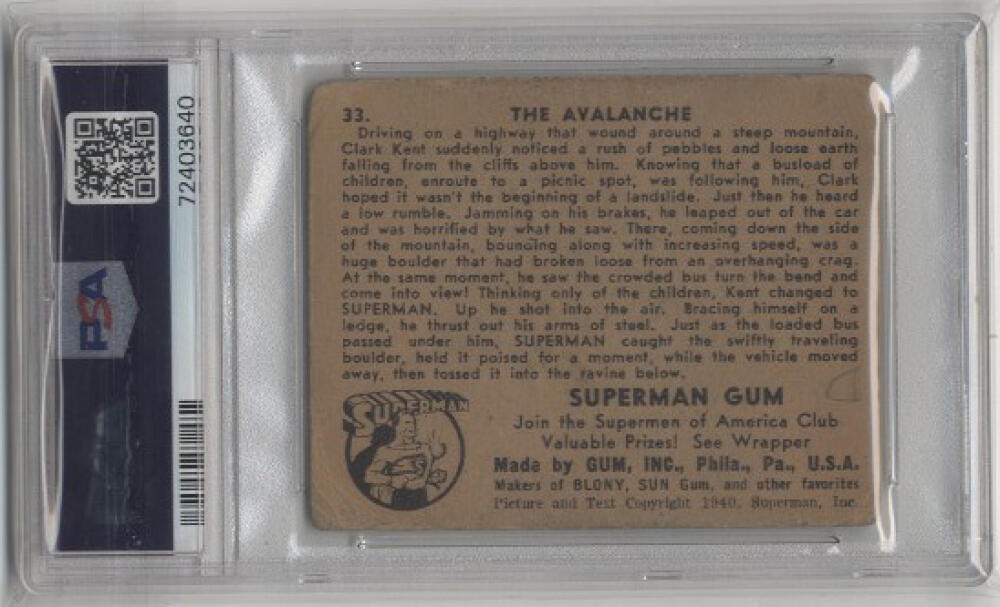 72403640
PSA
33. THE AVALANCHE
Driving on a highway that wound around a steep mountain,
Clark Kent suddenly noticed a rush of pebbles and loose earth
falling from the cliffs above him. Knowing that a busload of
children, enroute to a picnic spot, was following him, Clark
hoped it wasn't the beginning of a landslide. Just then he heard
a low rumble. Jamming on his brakes, he leaped out of the car
and was horrified by what he saw. There, coming down the side
of the mountain, bouncing along with increasing speed, was a
huge boulder that had broken loose from an overhanging crag.
At the same moment, he saw the crowded bus turn the bend and
come into view! Thinking only of the children, Kent changed to
SUPERMAN. Up he shot into the air. Bracing himself on a
ledge, he thrust out his arms of steel. Just as the loaded bus
passed under him, SUPERMAN caught the swiftly traveling
boulder, held it poised for a moment, while the vehicle moved
away, then tossed it into the ravine below.
SUPERMAN
SUPERMAN GUM
Join the Supermen of America Club
Valuable Prizes! See Wrapper
Made by GUM, INC., Phila., Pa., U.S.A.
Makers of BLONY, SUN Gum, and other favorites
Picture and Text Copyright 1940, Superman, Inc.